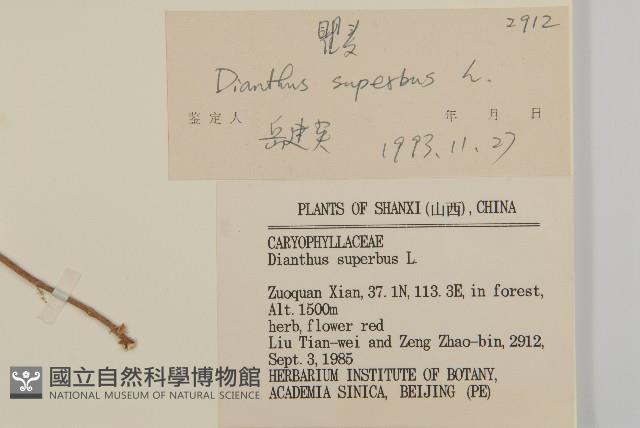 2912
瞿麦
Dianthus superbus L.
鉴定人 年 月 日
岳建英 1993.11.27
PLANTS OF SHANXI(山西), CHINA
CARYOPHYLLACEAE
Dianthus superbus L.
Zuoquan Xian, 37.1N, 113.3E, in forest,
Alt. 1500m
herb, flower red
Liu Tian-wei and Zeng Zhao-bin, 2912,
Sept. 3, 1985
HERBARIUM INSTITUTE OF BOTANY,
ACADEMIA SINICA, BEIJING (PE)
國立自然科學博物館
NATIONAL MUSEUM OF NATURAL SCIENCE